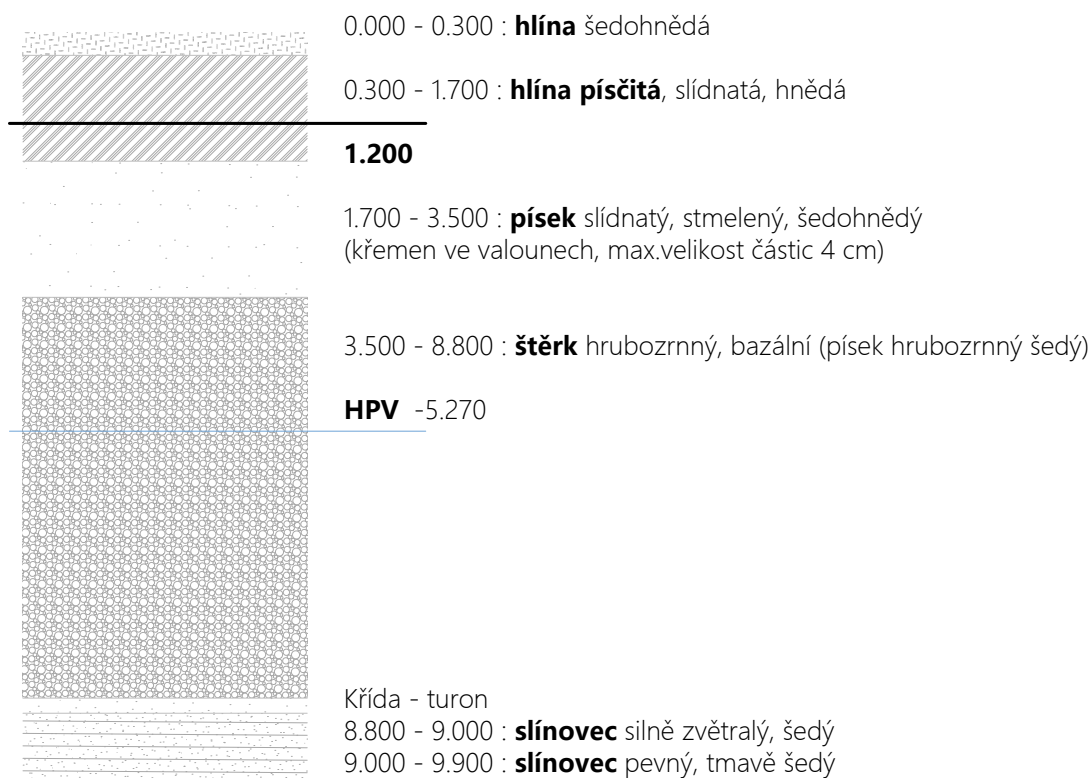 0.000 - 0.300 : hlína šedohnědá
0.300 - 1.700 : hlína písčitá, slídnatá, hnědá
1.200
1.700 - 3.500 : písek slídnatý, stmelený, šedohnědý
(křemen ve valounech, max.velikost částic 4 cm)
3.500 - 8.800 : štěrk hrubozrnný, bazální (písek hrubozrnný šedý)
HPV -5.270
Křída - turon
8.800 - 9.000 : slínovec silně zvětralý, šedý
9.000 - 9.900 : slínovec pevný, tmavě šedý